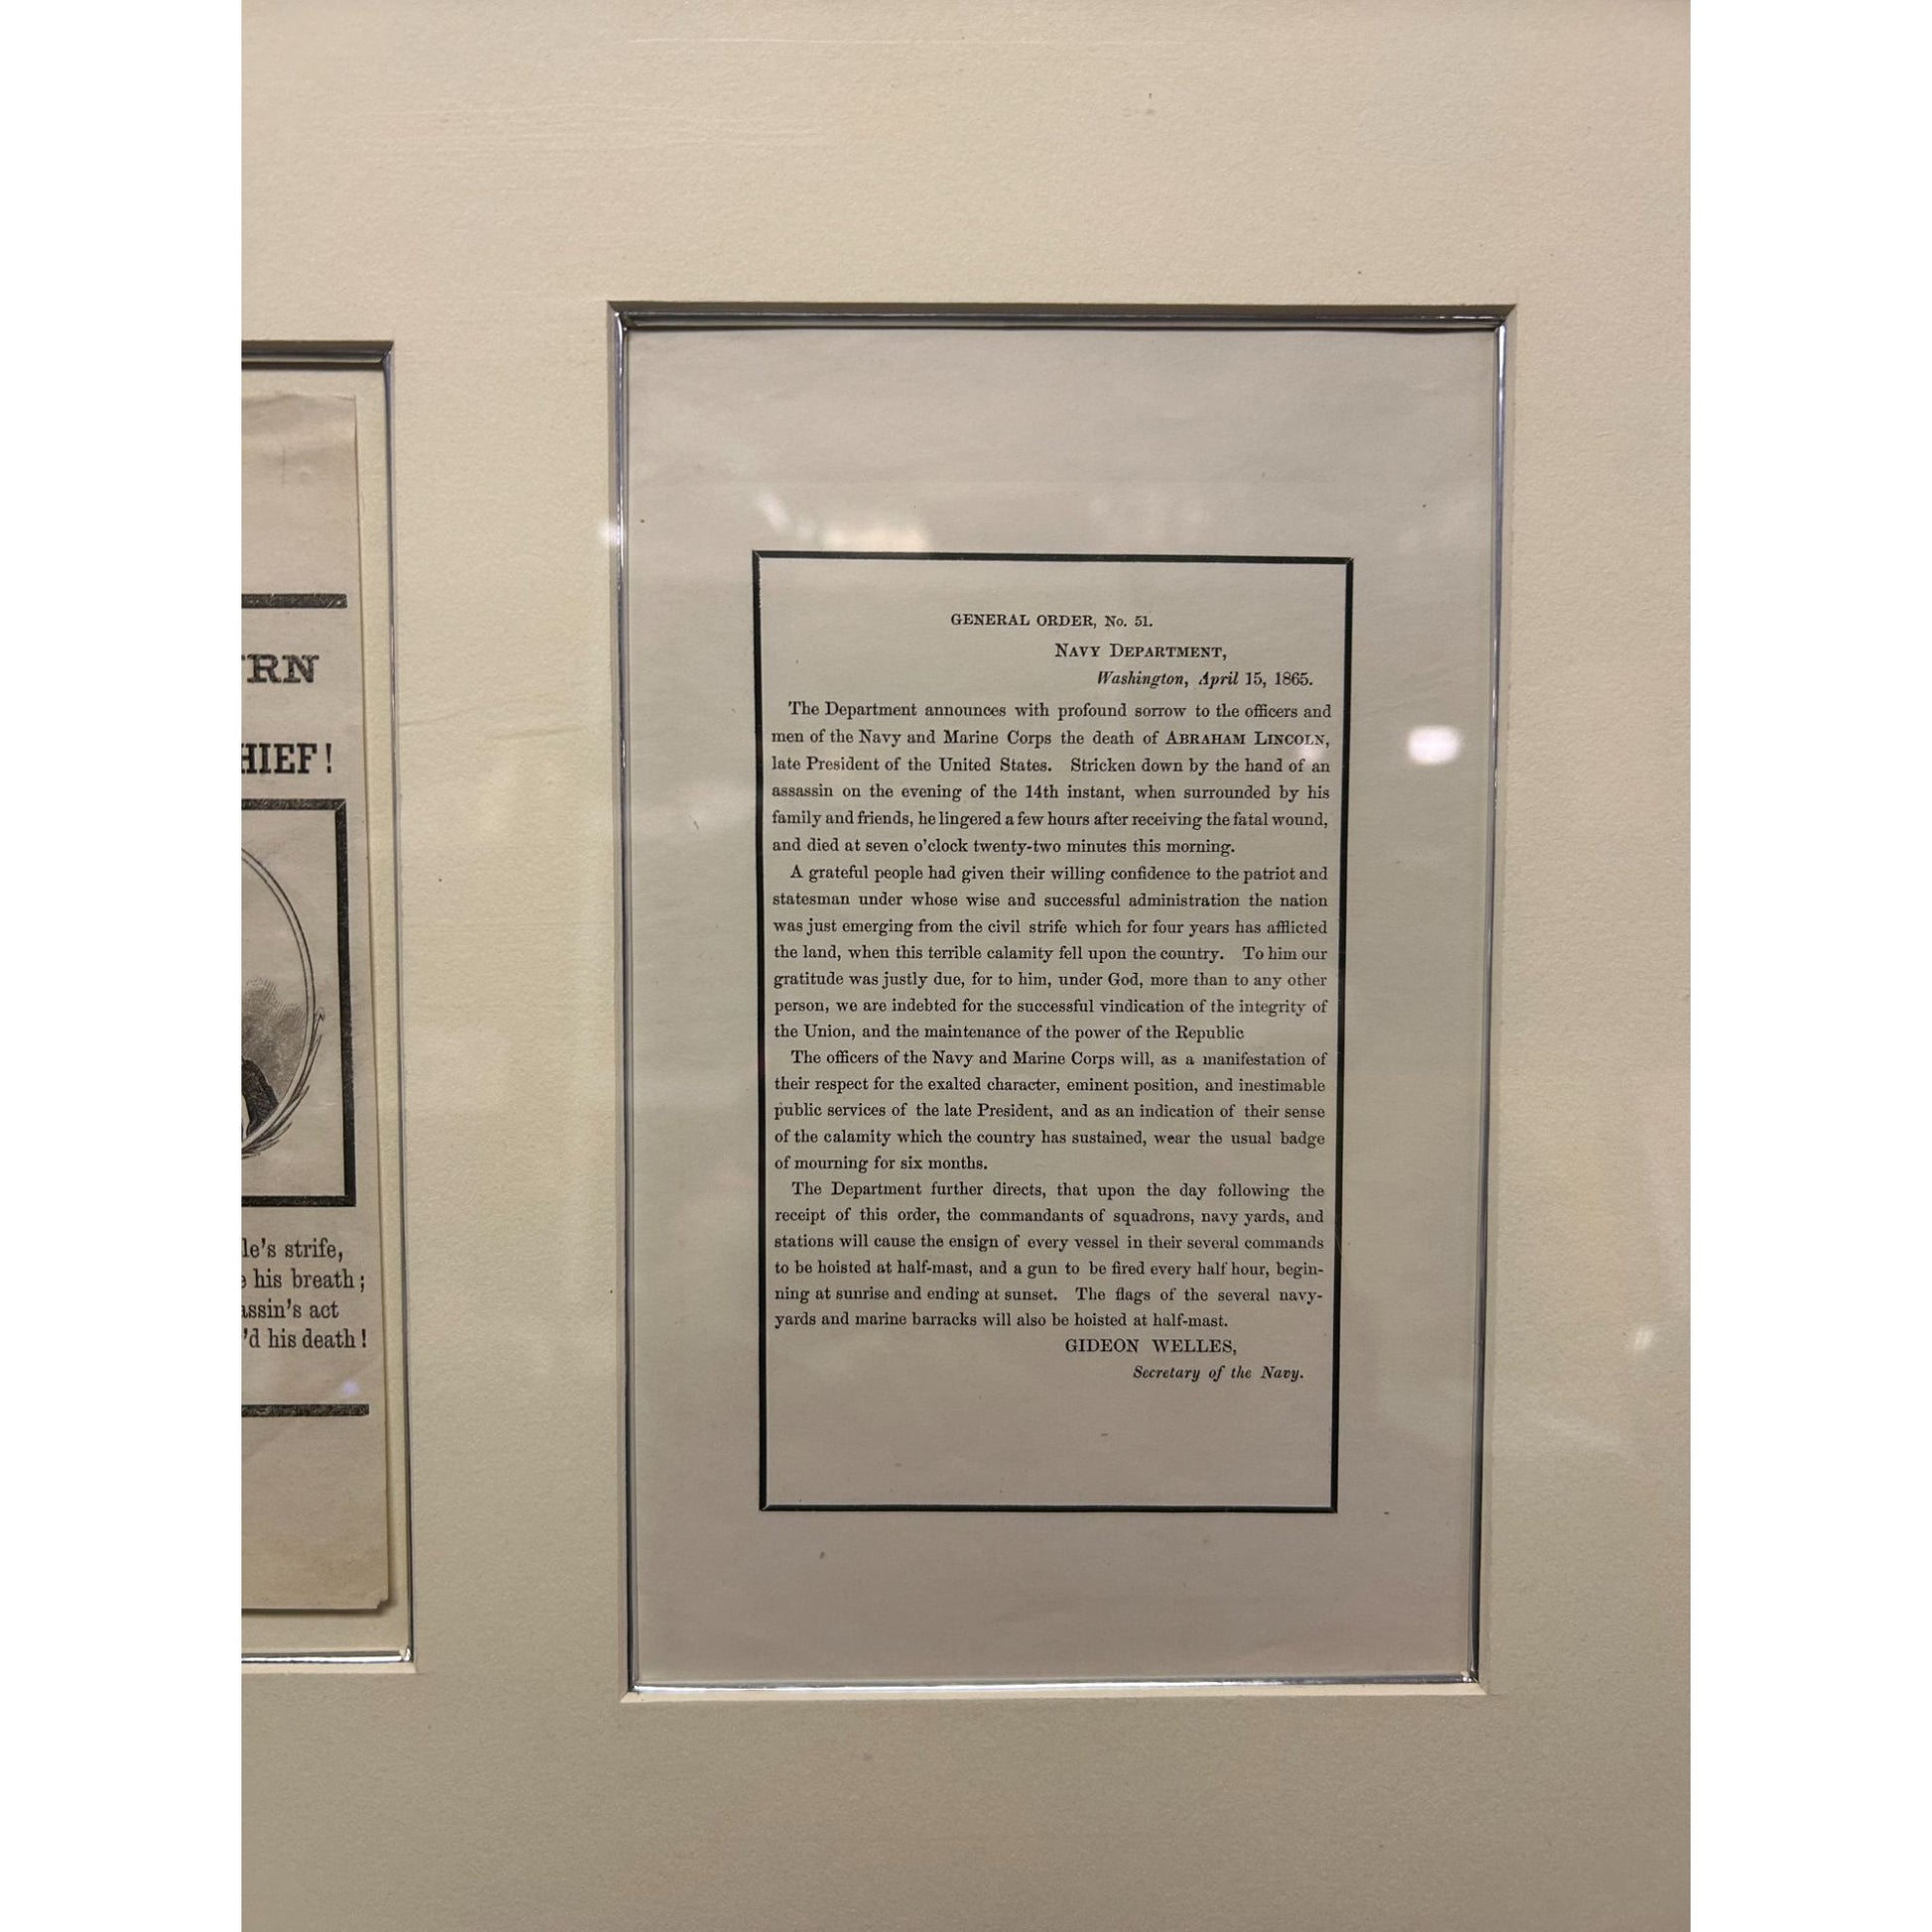 RN
HIEF!
le's strife,
his breath;
assin's act
'd his death!
GENERAL ORDER, No. 51.
NAVY DEPARTMENT,
Washington, April 15, 1865.
The Department announces with profound sorrow to the officers and
men of the Navy and Marine Corps the death of ABRAHAM LINCOLN,
late President of the United States. Stricken down by the hand of an
assassin on the evening of the 14th instant, when surrounded by his
family and friends, he lingered a few hours after receiving the fatal wound,
and died at seven o'clock twenty-two minutes this morning.
A grateful people had given their willing confidence to the patriot and
statesman under whose wise and successful administration the nation
was just emerging from the civil strife which for four years has afflicted
the land, when this terrible calamity fell upon the country. To him our
gratitude was justly due, for to him, under God, more than to any other
person, we are indebted for the successful vindication of the integrity of
the Union, and the maintenance of the power of the Republic
The officers of the Navy and Marine Corps will, as a manifestation of
their respect for the exalted character, eminent position, and inestimable
public services of the late President, and as an indication of their sense
of the calamity which the country has sustained, wear the usual badge
of mourning for six months.
The Department further directs, that upon the day following the
receipt of this order, the commandants of squadrons, navy yards, and
stations will cause the ensign of every vessel in their several commands
to be hoisted at half-mast, and a gun to be fired every half hour, begin-
ning at sunrise and ending at sunset. The flags of the several navy-
yards and marine barracks will also be hoisted at half-mast.
GIDEON WELLES,
Secretary of the Navy.